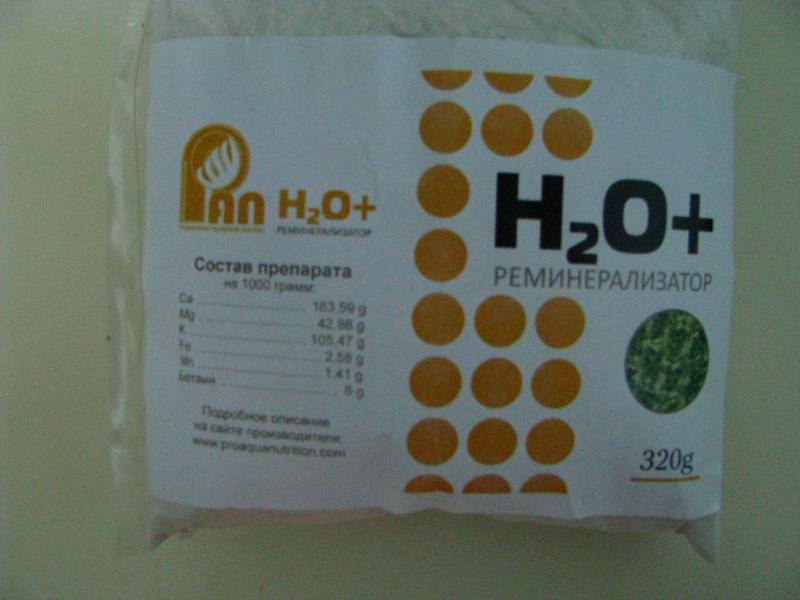 РАП H₂O+
РЕМИНЕРАЛИЗАТОР
Состав препарата
на 1000 грамм:
Ca 163,59 g
Mg 42,88 g
K 105,47 g
Fe 2,58 g
Mn 1,41 g
бетаин 6 g
Подробное описание
на сайте производителя.
www.proaquanutrition.com
H₂O+
РЕМИНЕРАЛИЗАТОР
320g